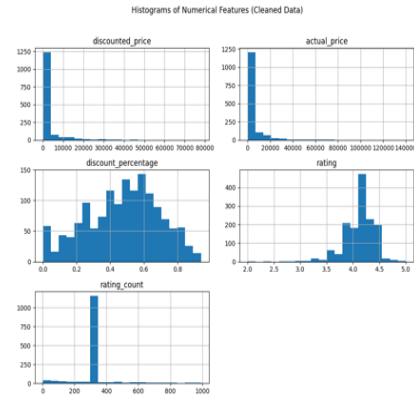 Histograms of Numerical Features (Cleaned Data)
discounted_price
1250
1000
750
500
250
0
0 10000 20000 30000 40000 50000 60000 70000 80000
actual_price
1250
1000
750
500
250
0
0 20000 40000 60000 80000 100000 120000 140000
discount_percentage
150
100
50
0
0.0 0.2 0.4 0.6 0.8
rating
400
300
200
100
0
2.0 2.5 3.0 3.5 4.0 4.5 5.0
rating_count
1000
750
500
250
0
0 200 400 600 800 1000